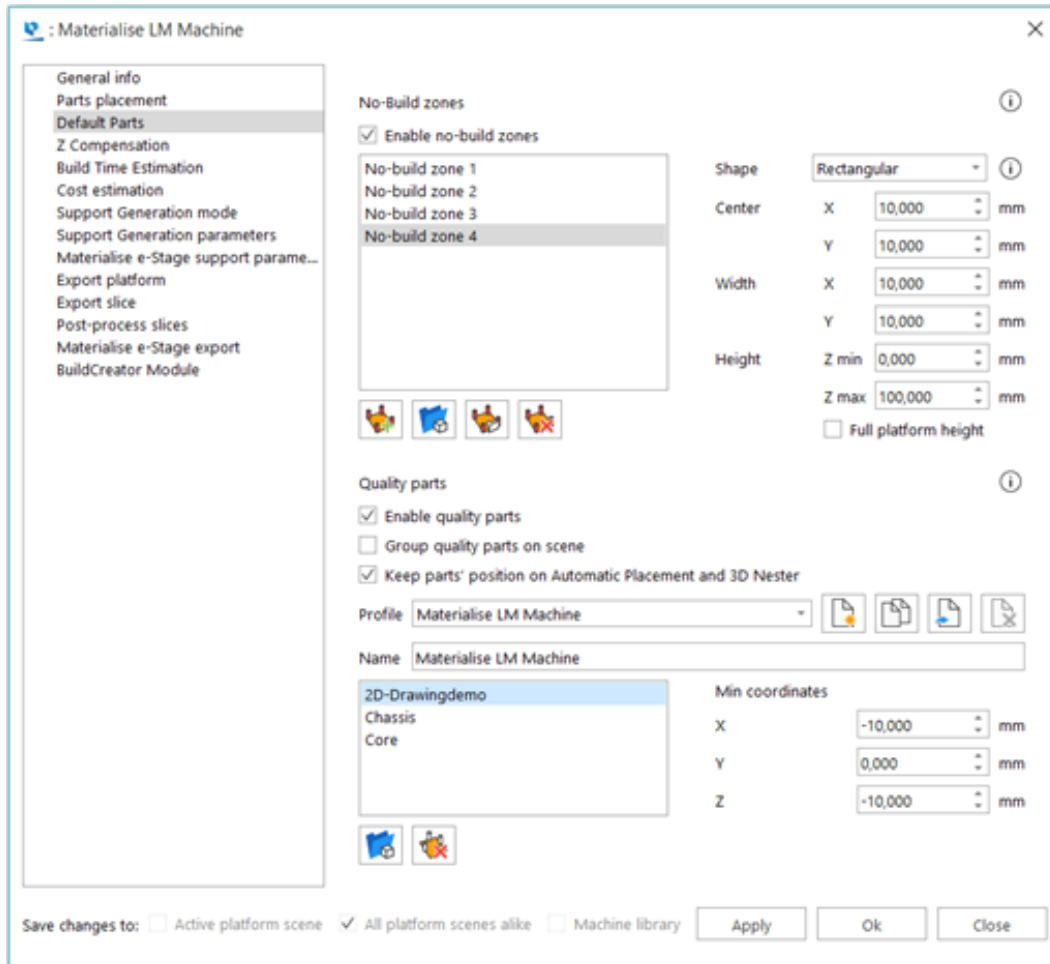 : Materialise LM Machine
General info
Parts placement
Default Parts
Z Compensation
Build Time Estimation
Cost estimation
Support Generation mode
Support Generation parameters
Materialise e-Stage support parame...
Export platform
Export slice
Post-process slices
Materialise e-Stage export
BuildCreator Module
No-Build zones
Enable no-build zones
No-build zone 1
No-build zone 2
No-build zone 3
No-build zone 4
Shape Rectangular
Center X 10,000 mm
Y 10,000 mm
Width X 10,000 mm
Y 10,000 mm
Height Z min 0,000 mm
Z max 100,000 mm
Full platform height
Quality parts
Enable quality parts
Group quality parts on scene
Keep parts' position on Automatic Placement and 3D Nester
Profile Materialise LM Machine
Name Materialise LM Machine
2D-Drawingdemo
Chassis
Core
Min coordinates
X -10,000 mm
Y 0,000 mm
Z -10,000 mm
Save changes to: Active platform scene All platform scenes alike Machine library Apply Ok Close